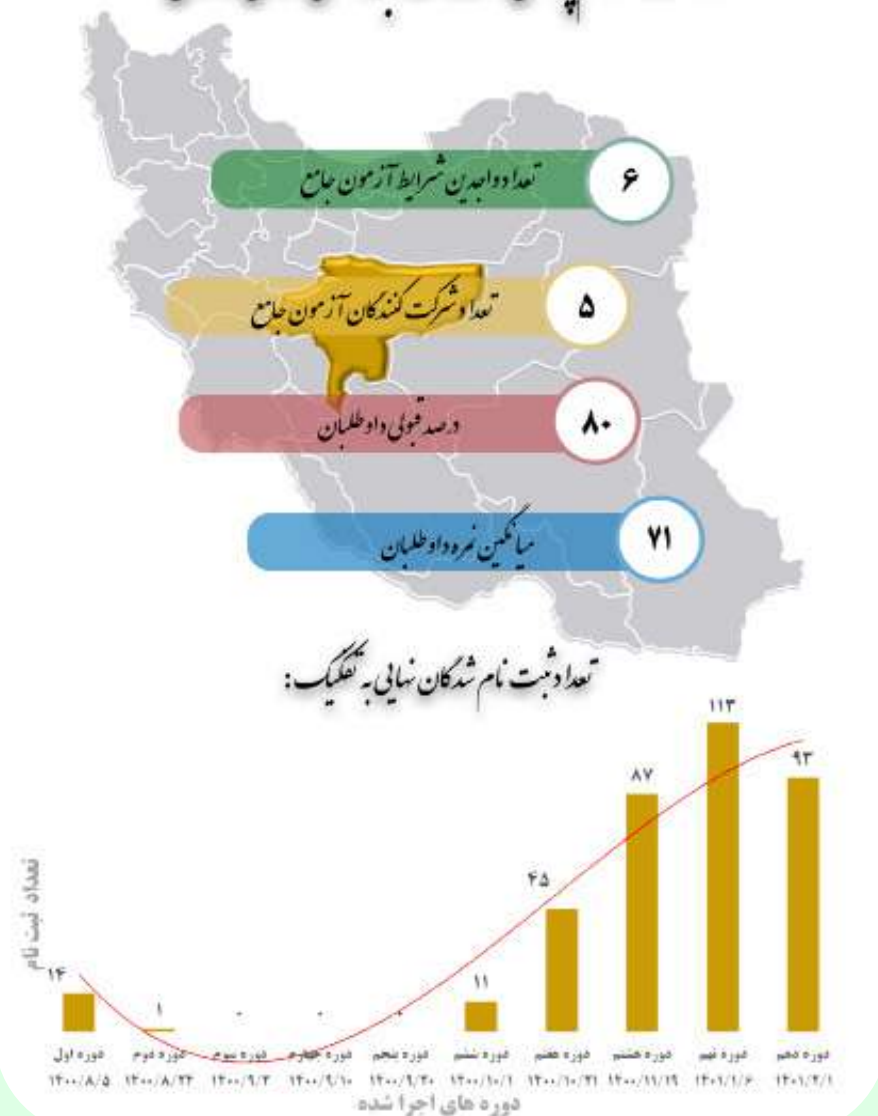 ۶ تعداد واجدین شرایط آزمون جامع
۵ تعداد شرکت کنندگان آزمون جامع
۸۰ درصد قبولی داوطلبان
۷۱ میانگین نمره داوطلبان
تعداد ثبت نام شدگان نهایی به تفکیک:
تعداد ثبت نام
۱۴ ۱ ۰ ۰ ۰ ۱۱ ۴۵ ۸۷ ۱۱۳ ۹۳
دوره اول دوره دوم دوره سوم دوره چهارم دوره پنجم دوره ششم دوره هفتم دوره هشتم دوره نهم دوره دهم
۱۴۰۰/۸/۵ ۱۴۰۰/۸/۲۴ ۱۴۰۰/۹/۳ ۱۴۰۰/۹/۱۰ ۱۴۰۰/۹/۲۰ ۱۴۰۰/۱۰/۱ ۱۴۰۰/۱۰/۲۱ ۱۴۰۰/۱۱/۱۹ ۱۴۰۱/۱/۶ ۱۴۰۱/۲/۱
دوره های اجرا شده